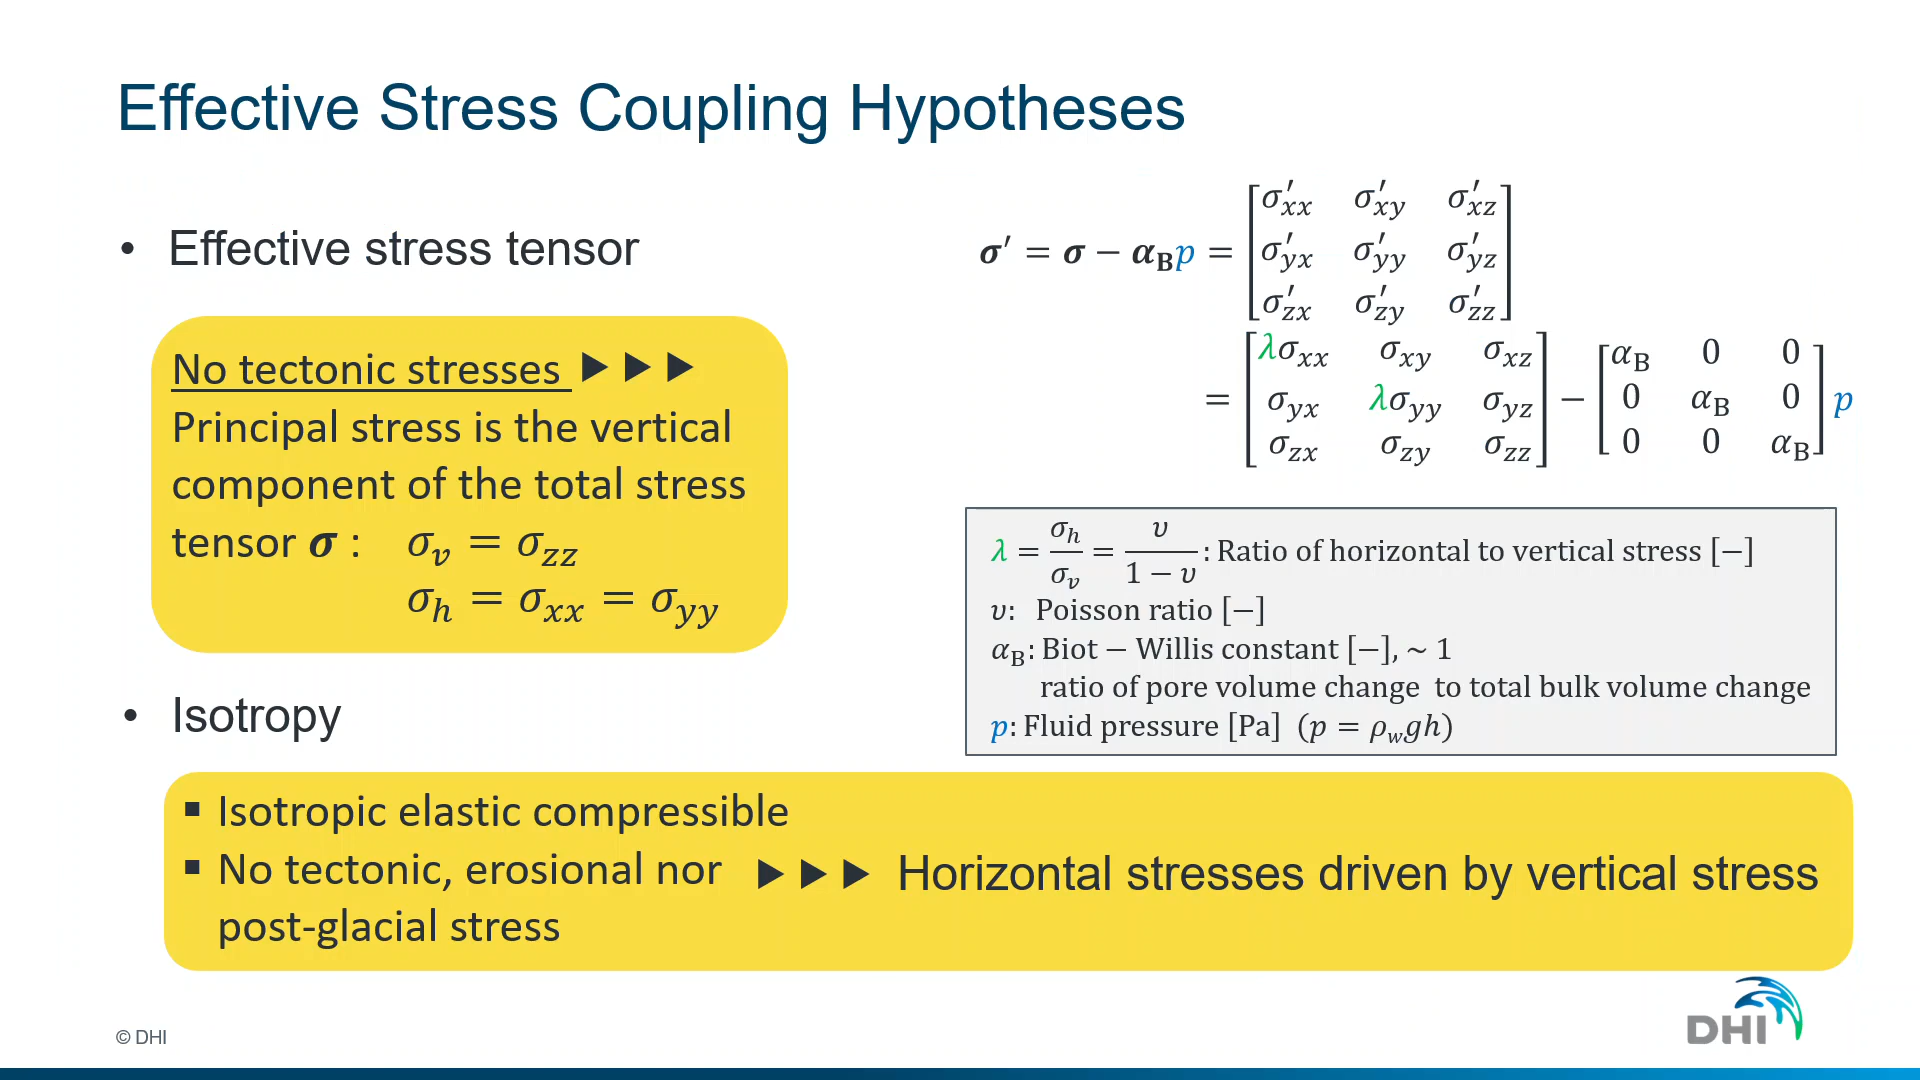 Effective Stress Coupling Hypotheses
• Effective stress tensor
No tectonic stresses ▶ ▶ ▶
Principal stress is the vertical
component of the total stress
tensor 𝝈 : σ_v = σ_zz
σ_h = σ_xx = σ_yy
𝝈′ = 𝝈 − 𝜶_B p = [σ′_xx σ′_xy σ′_xz
σ′_yx σ′_yy σ′_yz
σ′_zx σ′_zy σ′_zz]
= [λσ_xx σ_xy σ_xz
σ_yx λσ_yy σ_yz
σ_zx σ_zy σ_zz] − [α_B 0 0
0 α_B 0
0 0 α_B] p
λ = σ_h/σ_v = υ/(1 − υ) : Ratio of horizontal to vertical stress [−]
υ: Poisson ratio [−]
α_B: Biot − Willis constant [−], ~ 1
ratio of pore volume change to total bulk volume change
p: Fluid pressure [Pa] (p = ρ_w gh)
• Isotropy
▪ Isotropic elastic compressible
▪ No tectonic, erosional nor
post-glacial stress
▶ ▶ ▶ Horizontal stresses driven by vertical stress
© DHI
DHI